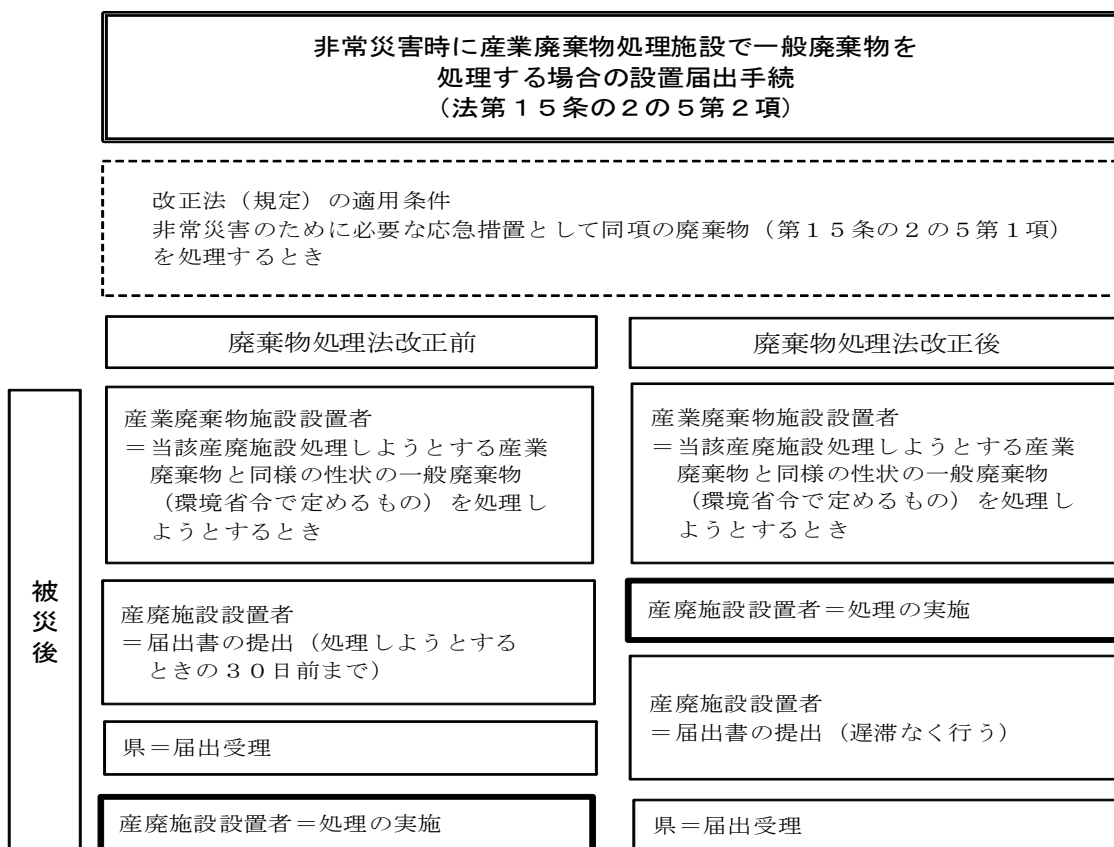 非常災害時に産業廃棄物処理施設で一般廃棄物を
処理する場合の設置届出手続
（法第１５条の２の５第２項）
改正法（規定）の適用条件
非常災害のために必要な応急措置として同項の廃棄物（第１５条の２の５第１項）
を処理するとき
廃棄物処理法改正前
廃棄物処理法改正後
被災後
産業廃棄物施設設置者
＝当該産廃施設処理しようとする産業
廃棄物と同様の性状の一般廃棄物
（環境省令で定めるもの）を処理し
ようとするとき
産廃施設設置者
＝届出書の提出（処理しようとする
ときの３０日前まで）
県＝届出受理
産廃施設設置者＝処理の実施
産業廃棄物施設設置者
＝当該産廃施設処理しようとする産業
廃棄物と同様の性状の一般廃棄物
（環境省令で定めるもの）を処理し
ようとするとき
産廃施設設置者＝処理の実施
産廃施設設置者
＝届出書の提出（遅滞なく行う）
県＝届出受理